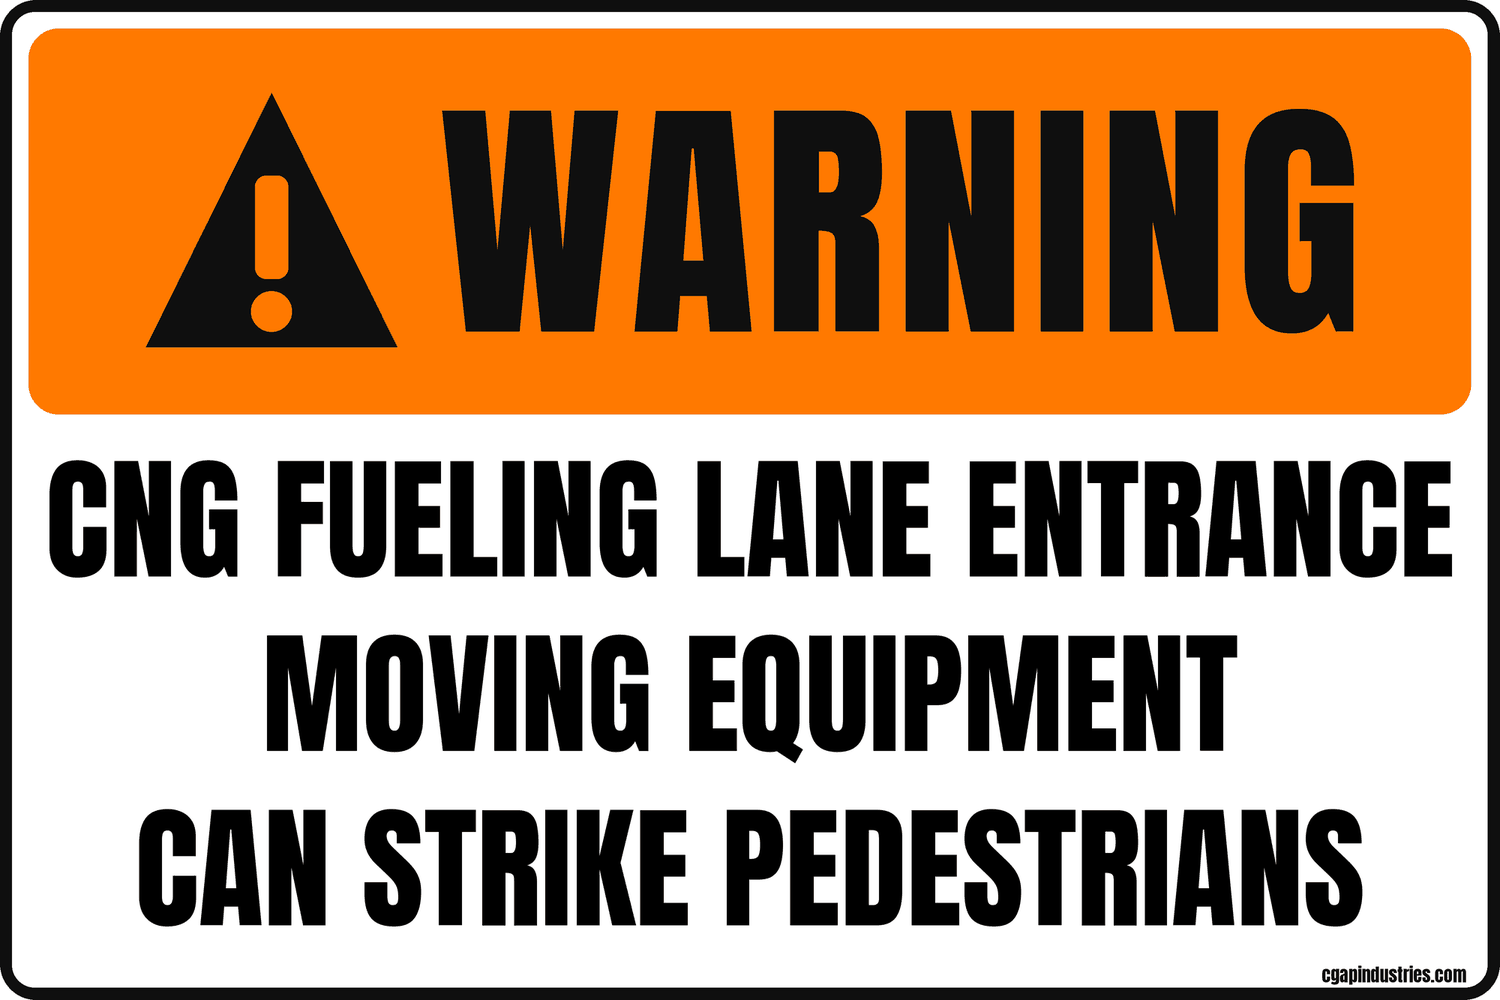 WARNING
CNG FUELING LANE ENTRANCE
MOVING EQUIPMENT
CAN STRIKE PEDESTRIANS
cgapindustries.com